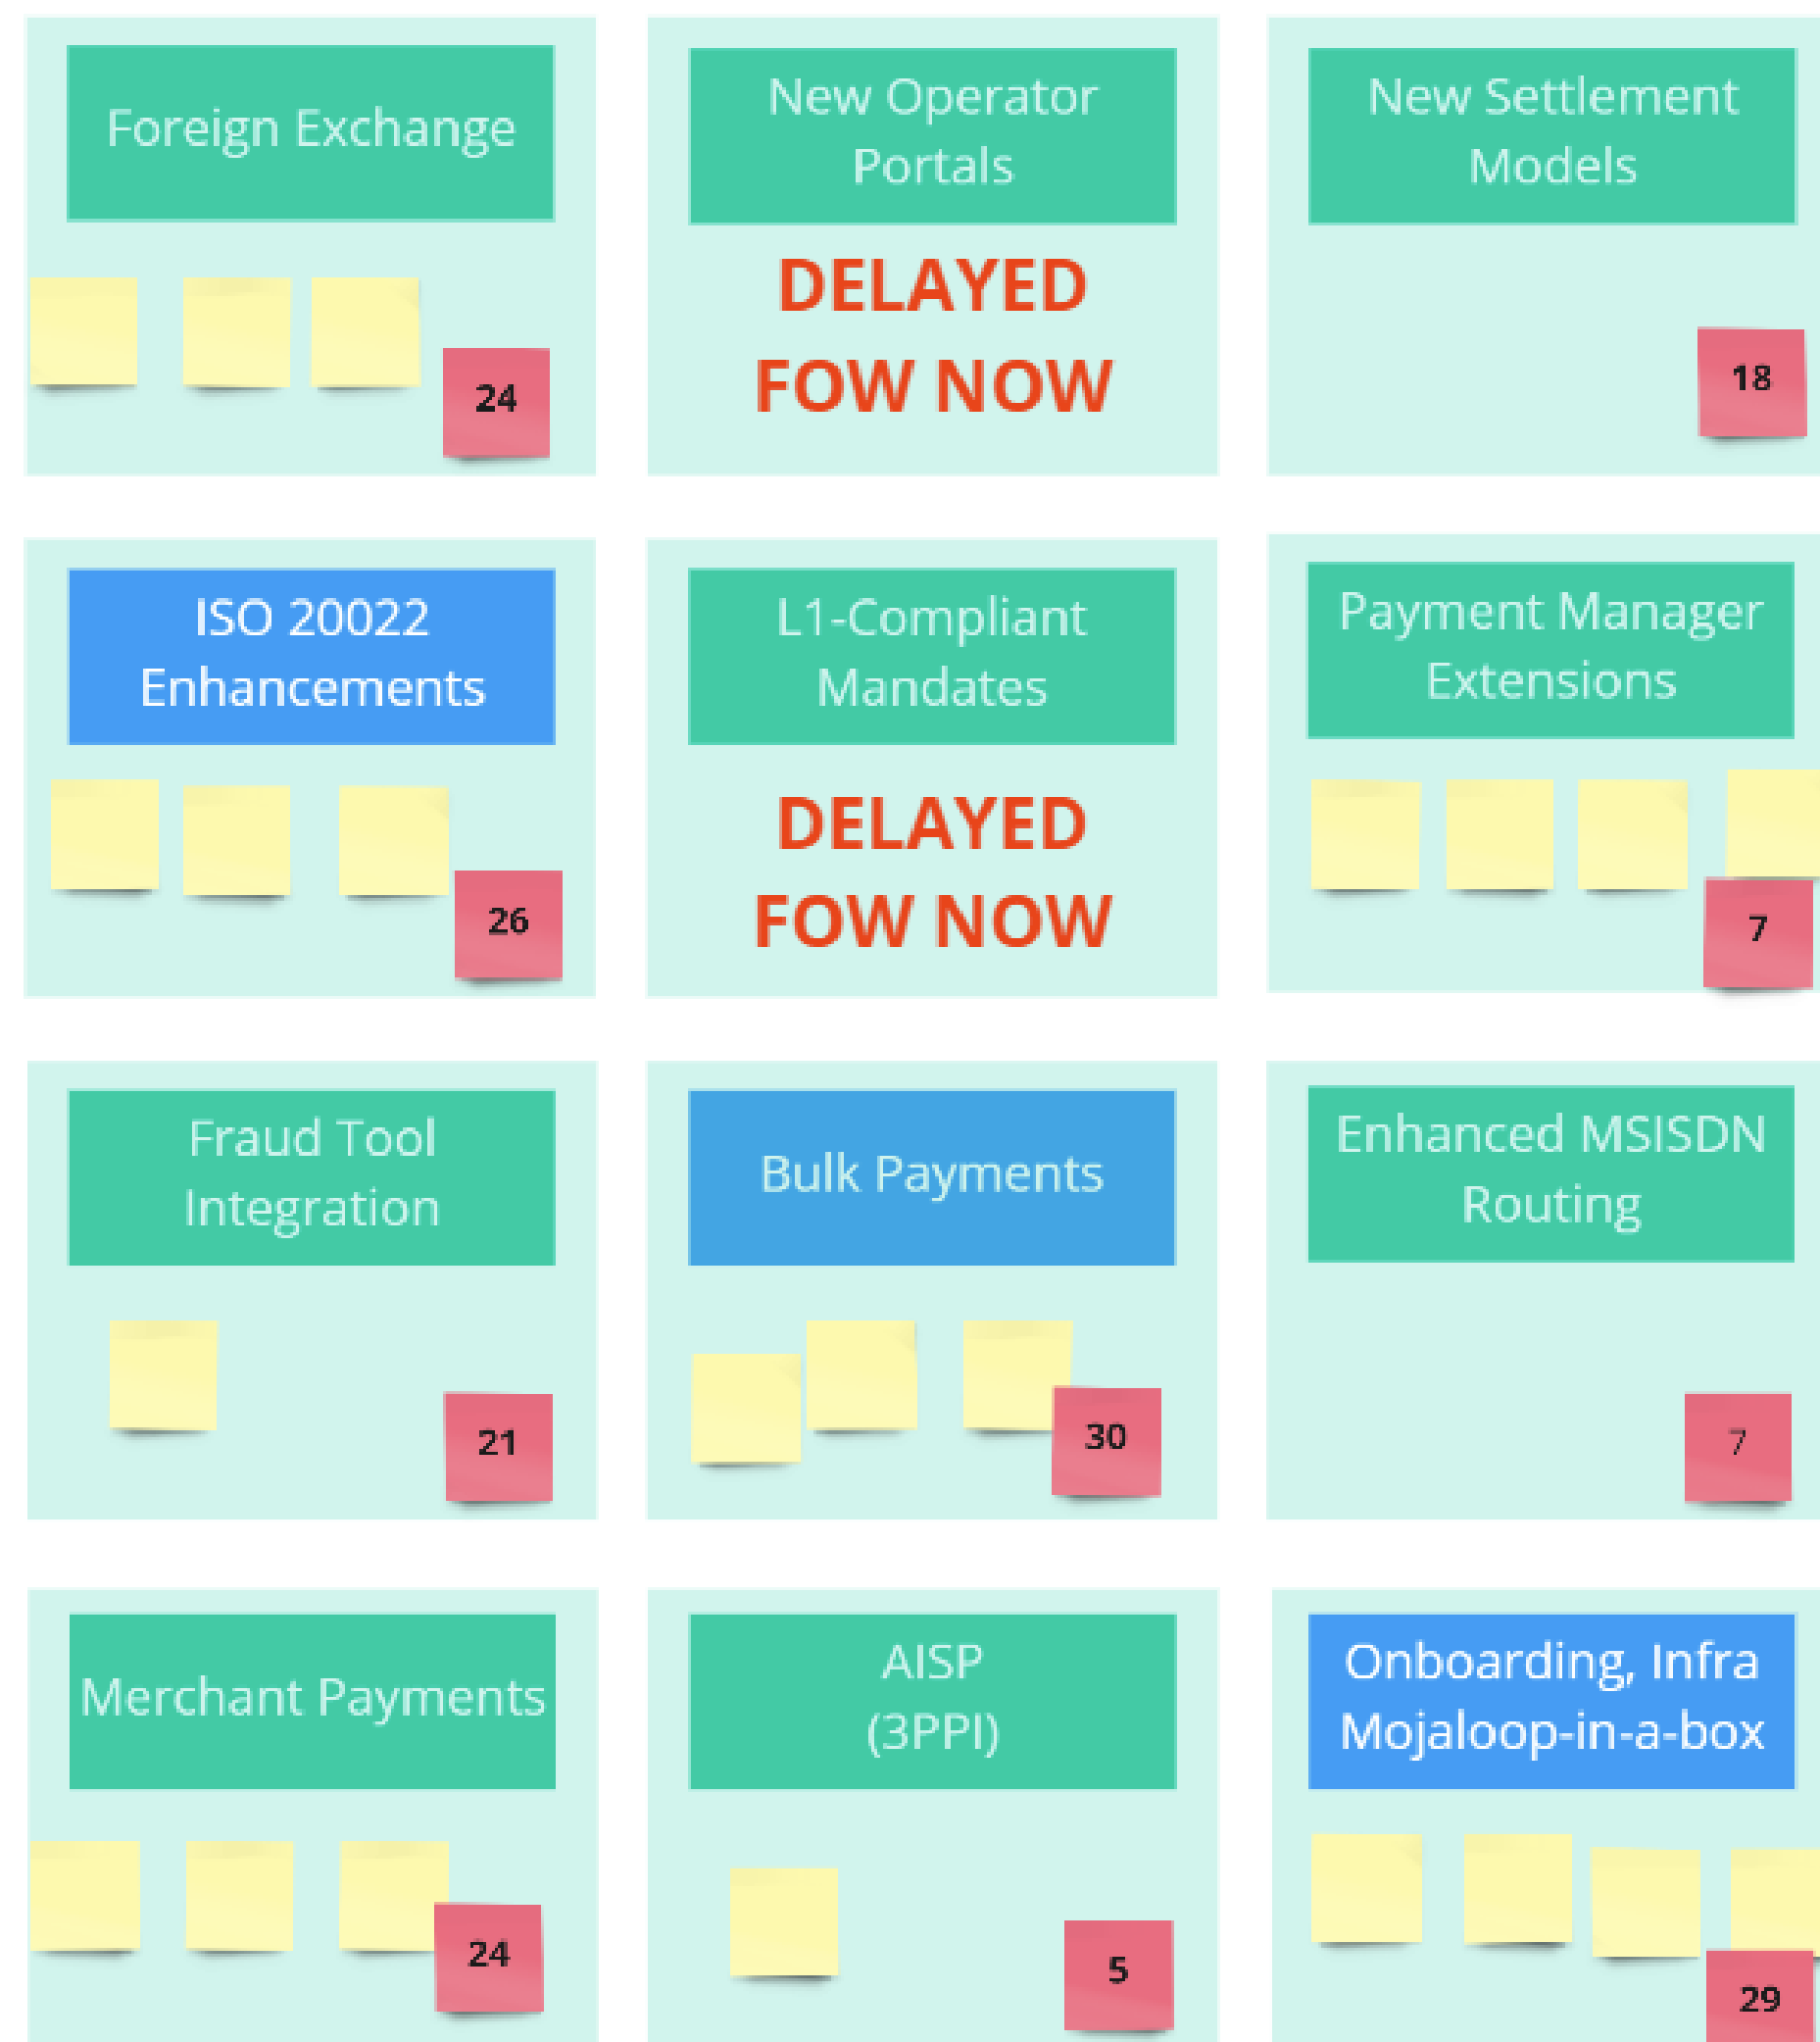 Foreign Exchange
24
New Operator
Portals
DELAYED
FOW NOW
New Settlement
Models
18
ISO 20022
Enhancements
26
L1-Compliant
Mandates
DELAYED
FOW NOW
Payment Manager
Extensions
7
Fraud Tool
Integration
21
Bulk Payments
30
Enhanced MSISDN
Routing
7
Merchant Payments
24
AISP
(3PPI)
5
Onboarding, Infra
Mojaloop-in-a-box
29